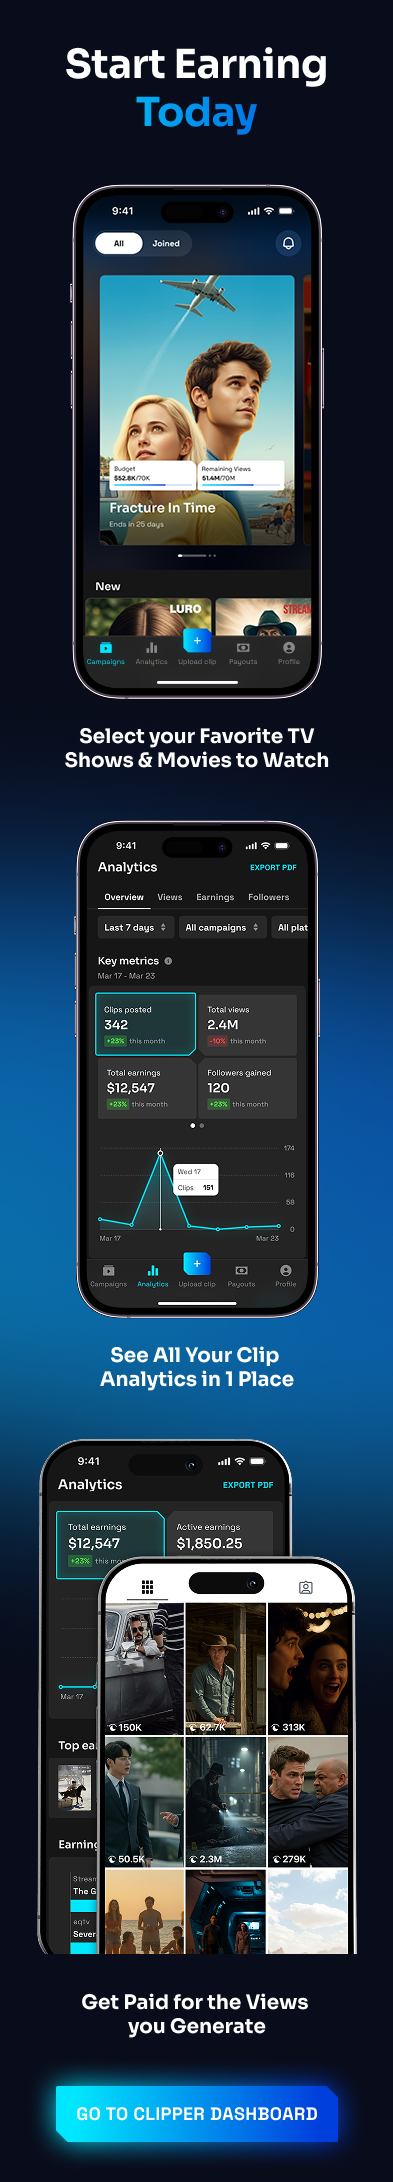 Start Earning
Today
9:41
All
Joined
Budget
$52.8K/70K
Remaining Views
51.4M/70M
Fracture In Time
Ends in 25 days
New
LURO
STREAM
Campaigns
Analytics
Upload clip
Payouts
Profile
Select your Favorite TV
Shows & Movies to Watch
9:41
Analytics
EXPORT PDF
Overview
Views
Earnings
Followers
Last 7 days
All campaigns
All plat
Key metrics
Mar 17 - Mar 23
Clips posted
342
+23% this month
Total views
2.4M
-10% this month
Total earnings
$12,547
+23% this month
Followers gained
120
+23% this month
174
116
58
0
Wed 17
Clips 151
Mar 17
Mar 23
Campaigns
Analytics
Upload clip
Payouts
Profile
See All Your Clip
Analytics in 1 Place
9:41
Analytics
EXPORT PDF
Total earnings
$12,547
+23% this mon
Active earnings
$1,850.25
Mar 17
Top ea
Earning
Stream
The G
eqtv
Sever
150K
62.7K
313K
50.5K
2.3M
279K
Get Paid for the Views
you Generate
GO TO CLIPPER DASHBOARD